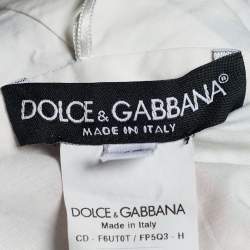 DOLCE & GABBANA®
MADE IN ITALY
DOLCE & GABBANA
Made in Italy
CD - F6UT0T / FP5Q3 - H